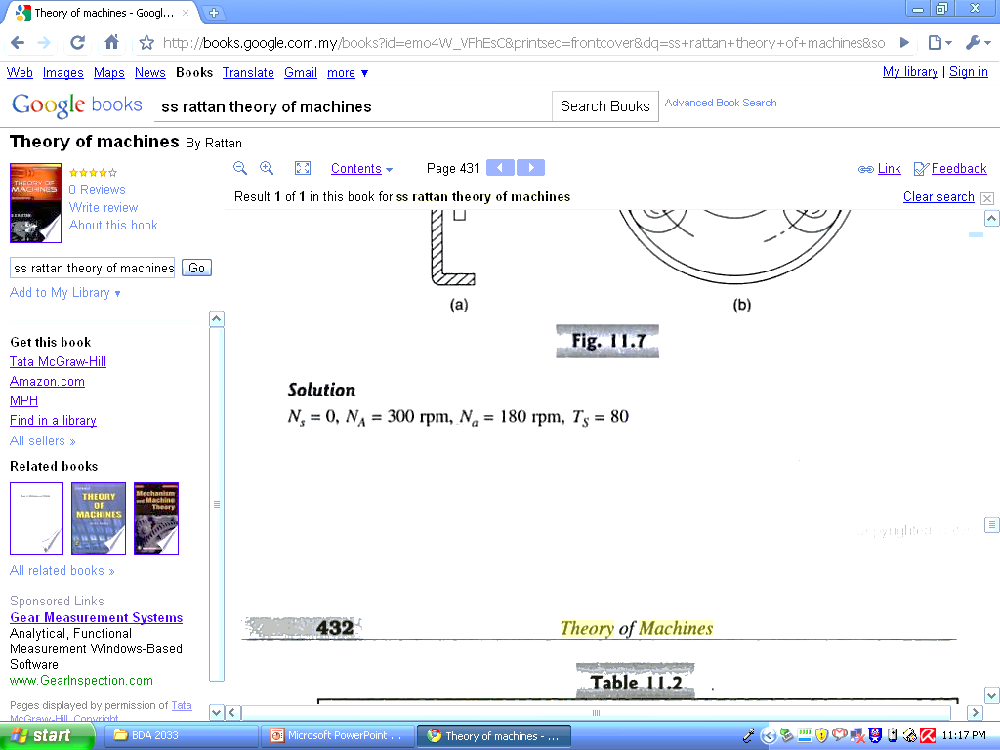 Theory of machines - Googl...
http://books.google.com.my/books?id=emo4W_VFhEsC&printsec=frontcover&dq=ss+rattan+theory+of+machines&so
Web Images Maps News Books Translate Gmail more ▼
My library | Sign in
Google books
ss rattan theory of machines
Search Books
Advanced Book Search
Theory of machines By Rattan
0 Reviews
Write review
About this book
Contents
Page 431
Link
Feedback
Result 1 of 1 in this book for ss rattan theory of machines
Clear search
ss rattan theory of machines
Go
Add to My Library ▼
Get this book
Tata McGraw-Hill
Amazon.com
MPH
Find in a library
All sellers »
Related books
THEORY OF MACHINES
Mechanism and Machine Theory
All related books »
Sponsored Links
Gear Measurement Systems
Analytical, Functional
Measurement Windows-Based
Software
www.GearInspection.com
Pages displayed by permission of Tata
McGraw-Hill. Copyright
(a)
(b)
Fig. 11.7
Solution
Ns = 0, NA = 300 rpm, Na = 180 rpm, TS = 80
432
Theory of Machines
Table 11.2
start
BDA 2033
Microsoft PowerPoint ...
Theory of machines - ...
11:17 PM